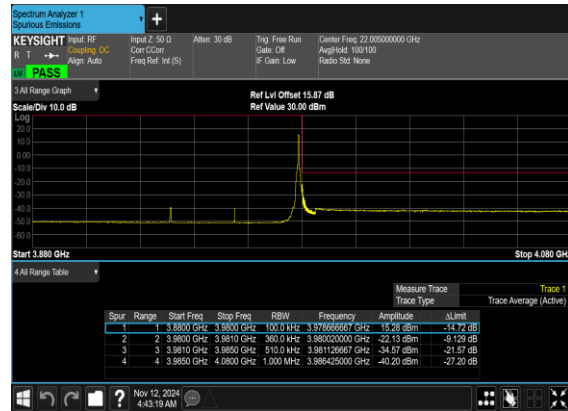 Spectrum Analyzer 1
Spurious Emissions
+
KEYSIGHT Input: RF Input Z: 50 Ω Atten: 30 dB Trig: Free Run Center Freq: 22.005000000 GHz
R T Coupling: DC Corr CCorr Gate: Off Avg|Hold: 100/100
Align: Auto Freq Ref: Int (S) IF Gain: Low Radio Std: None
PASS
3 All Range Graph
Ref Lvl Offset 15.87 dB
Scale/Div 10.0 dB Ref Value 30.00 dBm
Log
20.0
10.0
0.00
-10.0
-20.0
-30.0
-40.0
-50.0
-60.0
Start 3.880 GHz Stop 4.080 GH
4 All Range Table
Measure Trace Trace 1
Trace Type Trace Average (Active)
Spur Range Start Freq Stop Freq RBW Frequency Amplitude ΔLimit
1 1 3.8800 GHz 3.9800 GHz 100.0 kHz 3.978666667 GHz 15.28 dBm -14.72 dB
2 2 3.9800 GHz 3.9810 GHz 360.0 kHz 3.980020000 GHz -22.13 dBm -9.129 dB
3 3 3.9810 GHz 3.9850 GHz 510.0 kHz 3.981126667 GHz -34.57 dBm -21.57 dB
4 4 3.9850 GHz 4.0800 GHz 1.000 MHz 3.986425000 GHz -40.20 dBm -27.20 dB
?
Nov 12, 2024
4:43:19 AM